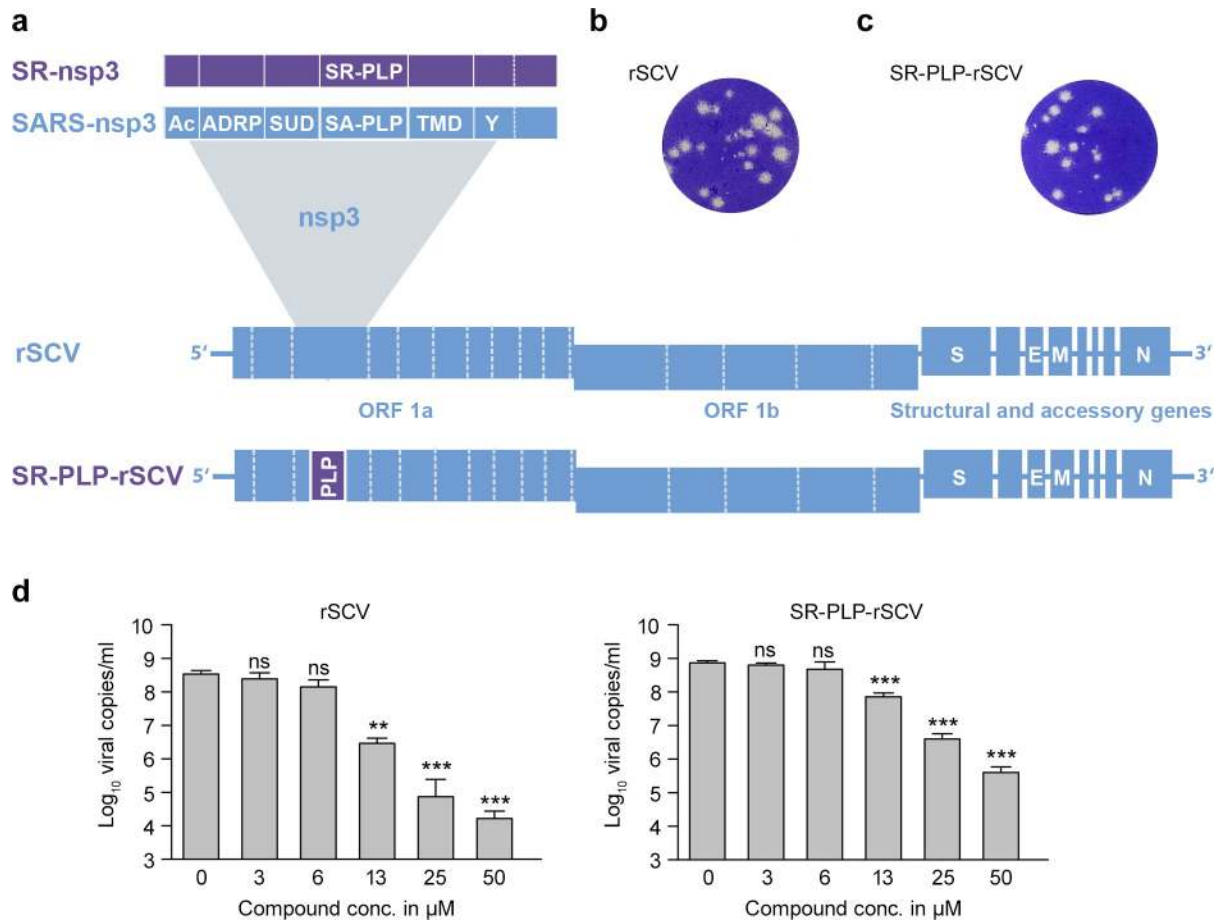 a
b
c
SR-nsp3
SR-PLP
rSCV
SR-PLP-rSCV
SARS-nsp3
Ac ADRP SUD SA-PLP TMD Y
nsp3
rSCV
5‘
S E M N
3‘
ORF 1a
ORF 1b
Structural and accessory genes
SR-PLP-rSCV
5‘
PLP
S E M N
3‘
d
rSCV
Log10 viral copies/ml
10
9
8
7
6
5
4
3
ns ns ** *** ***
0 3 6 13 25 50
Compound conc. in µM
SR-PLP-rSCV
Log10 viral copies/ml
10
9
8
7
6
5
4
3
ns ns *** *** ***
0 3 6 13 25 50
Compound conc. in µM